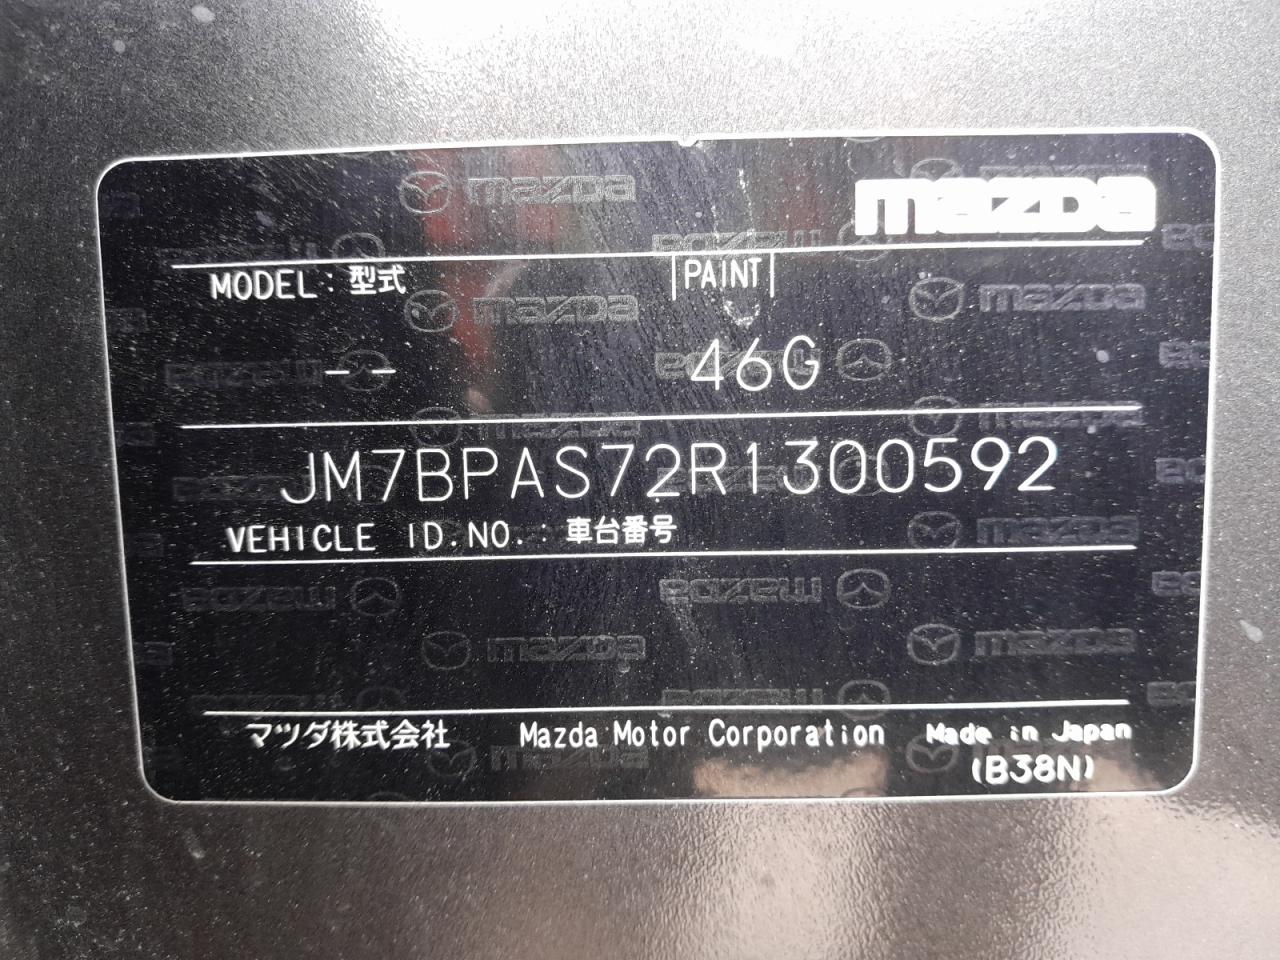 mazda
MODEL : 型式
PAINT
--
46G
JM7BPAS72R1300592
VEHICLE ID.NO. : 車台番号
マツダ株式会社 Mazda Motor Corporation Made in Japan
(B38N)